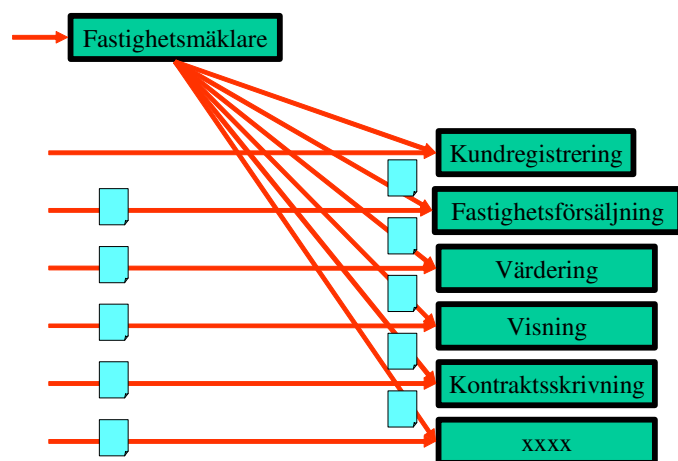 Fastighetsmäklare
Kundregistrering
Fastighetsförsäljning
Värdering
Visning
Kontraktsskrivning
xxxx